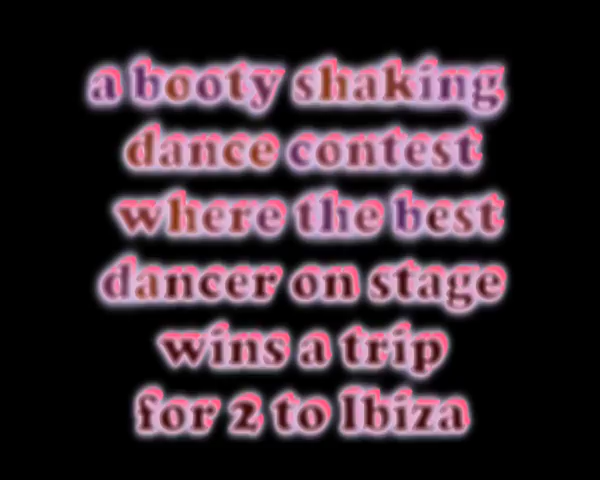 a booty shaking
dance contest
where the best
dancer on stage
wins a trip
for 2 to Ibiza